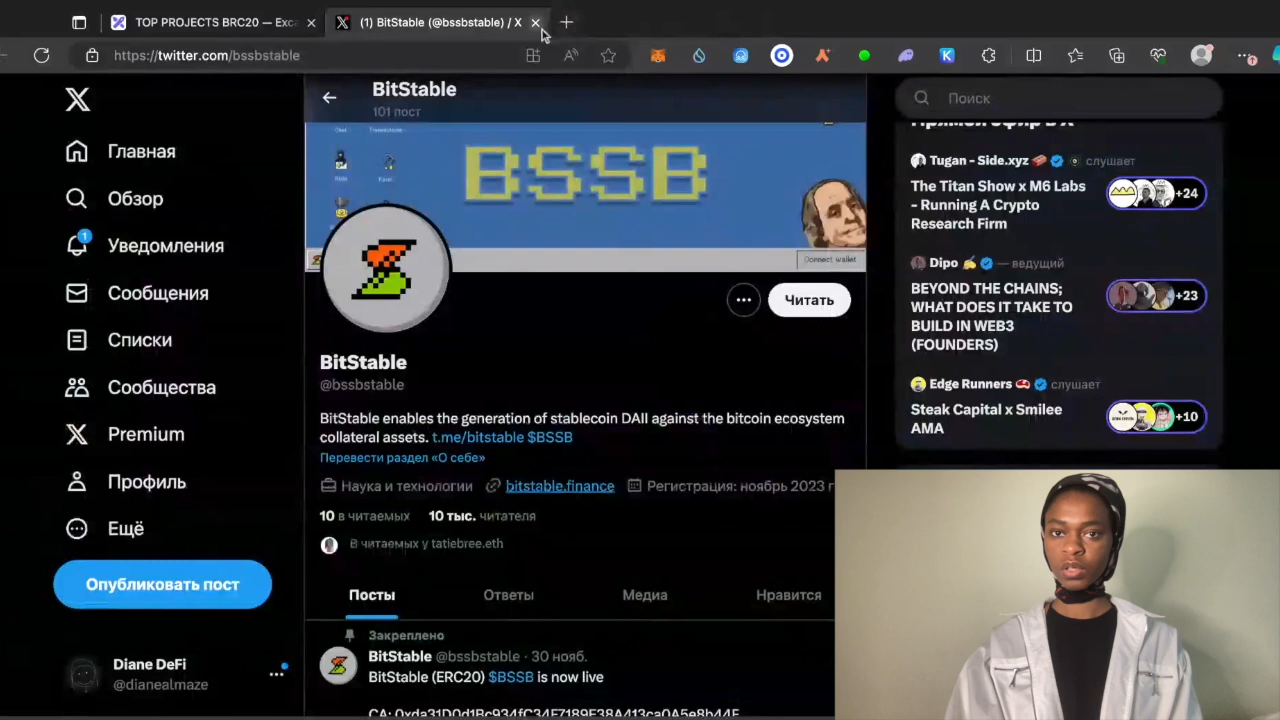 TOP PROJECTS BRC20 — Exca
(1) BitStable (@bssbstable) / X
https://twitter.com/bssbstable
Главная
Обзор
1
Уведомления
Сообщения
Списки
Сообщества
Premium
Профиль
Ещё
Опубликовать пост
Diane DeFi
@dianealmaze
BitStable
101 пост
BSSB
Connect wallet
Читать
BitStable
@bssbstable
BitStable enables the generation of stablecoin DAII against the bitcoin ecosystem
collateral assets. t.me/bitstable $BSSB
Перевести раздел «О себе»
Наука и технологии bitstable.finance Регистрация: ноябрь 2023 г
10 в читаемых 10 тыс. читателя
В читаемых у tatiebree.eth
Посты Ответы Медиа Нравится
Закреплено
BitStable @bssbstable · 30 нояб.
BitStable (ERC20) $BSSB is now live
Поиск
Прямой эфир в X
Tugan - Side.xyz слушает
The Titan Show x M6 Labs
- Running A Crypto
Research Firm
+24
Dipo — ведущий
BEYOND THE CHAINS;
WHAT DOES IT TAKE TO
BUILD IN WEB3
(FOUNDERS)
+23
Edge Runners слушает
Steak Capital x Smilee
AMA
+10